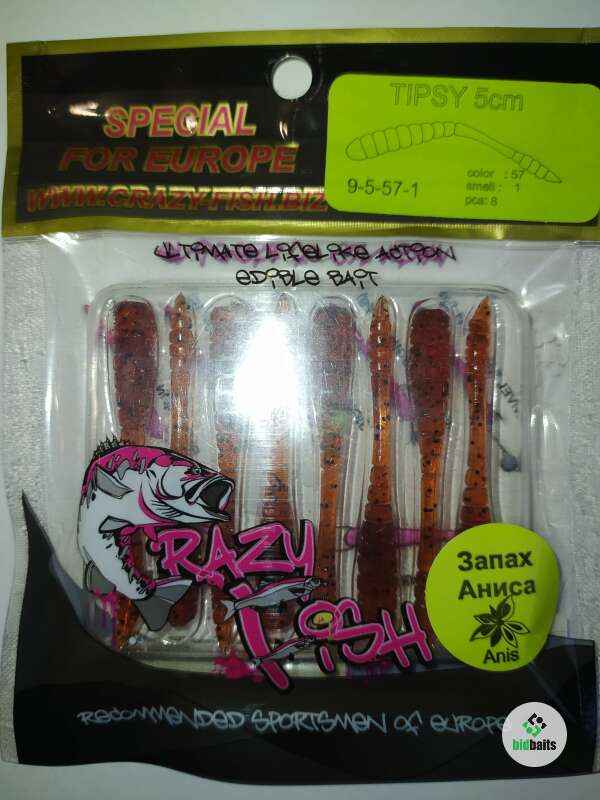 SPECIAL
FOR EUROPE
WWW.CRAZY-FISH.BIZ
TIPSY 5cm
9-5-57-1
color : 57
smell : 1
pcs: 8
ULTIMATE LIFELIKE ACTION
EDIBLE BAIT
CRAZY
FISH
Запах
Аниса
Anis
RECOMMENDED SPORTSMEN OF EUROPE
bidbaits